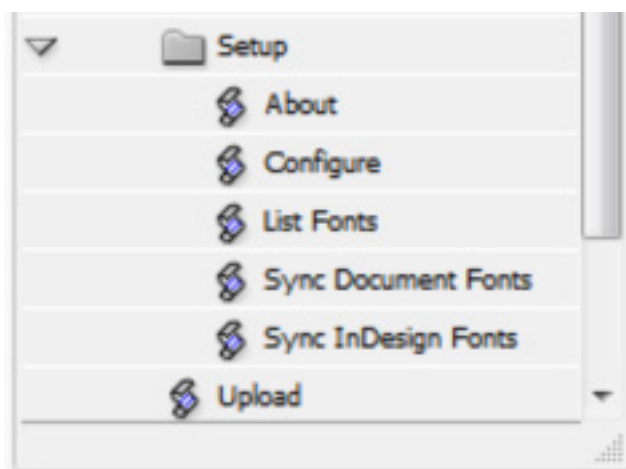 Setup
About
Configure
List Fonts
Sync Document Fonts
Sync InDesign Fonts
Upload